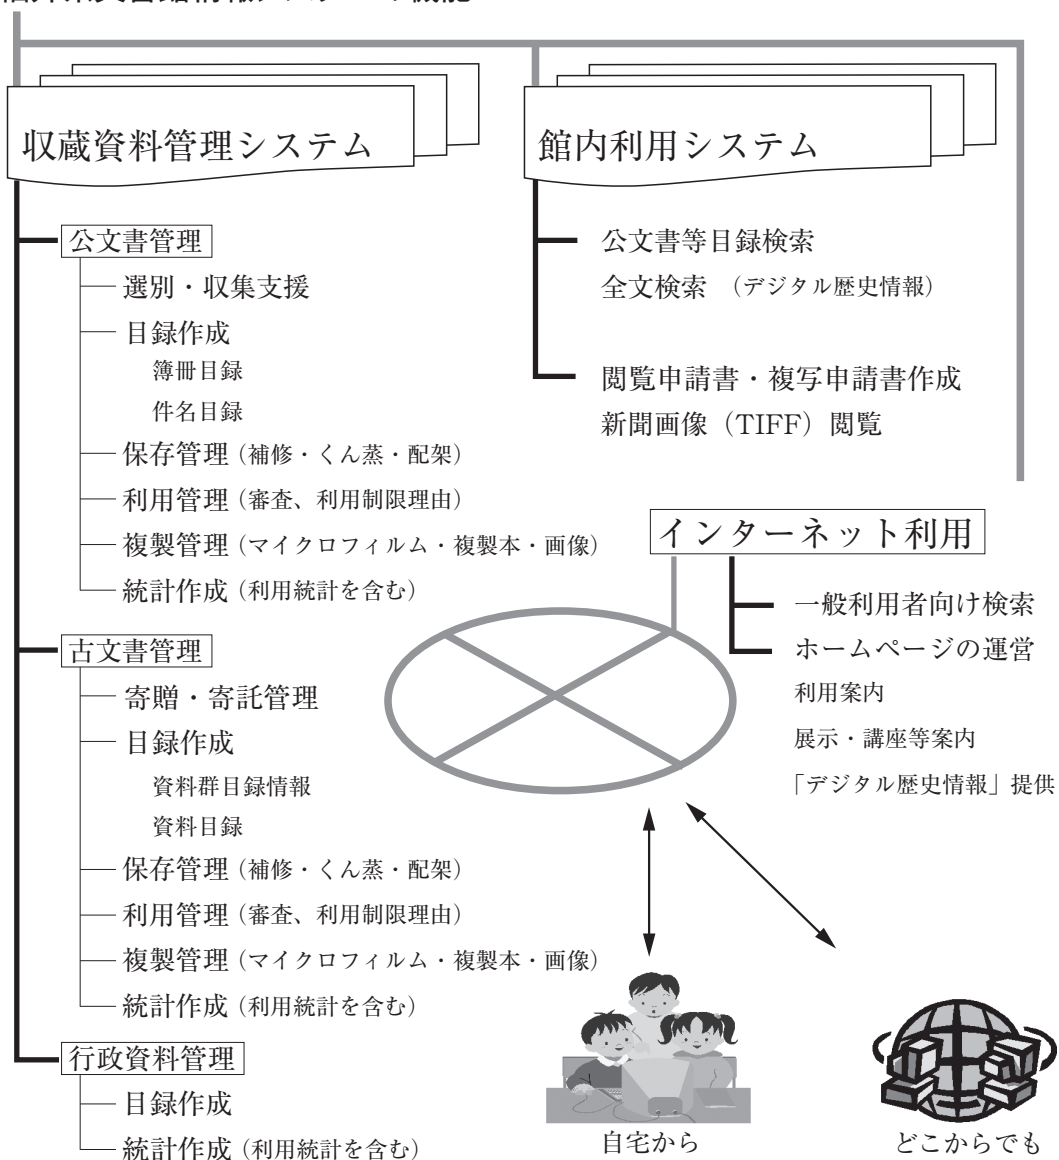 収蔵資料管理システム
公文書管理
選別・収集支援
目録作成
簿冊目録
件名目録
保存管理(補修・くん蒸・配架)
利用管理(審査、利用制限理由)
複製管理(マイクロフィルム・複製本・画像)
統計作成(利用統計を含む)
古文書管理
寄贈・寄託管理
目録作成
資料群目録情報
資料目録
保存管理(補修・くん蒸・配架)
利用管理(審査、利用制限理由)
複製管理(マイクロフィルム・複製本・画像)
統計作成(利用統計を含む)
行政資料管理
目録作成
統計作成(利用統計を含む)
館内利用システム
公文書等目録検索
全文検索 (デジタル歴史情報)
閲覧申請書・複写申請書作成
新聞画像(TIFF)閲覧
インターネット利用
一般利用者向け検索
ホームページの運営
利用案内
展示・講座等案内
「デジタル歴史情報」提供
自宅から
どこからでも